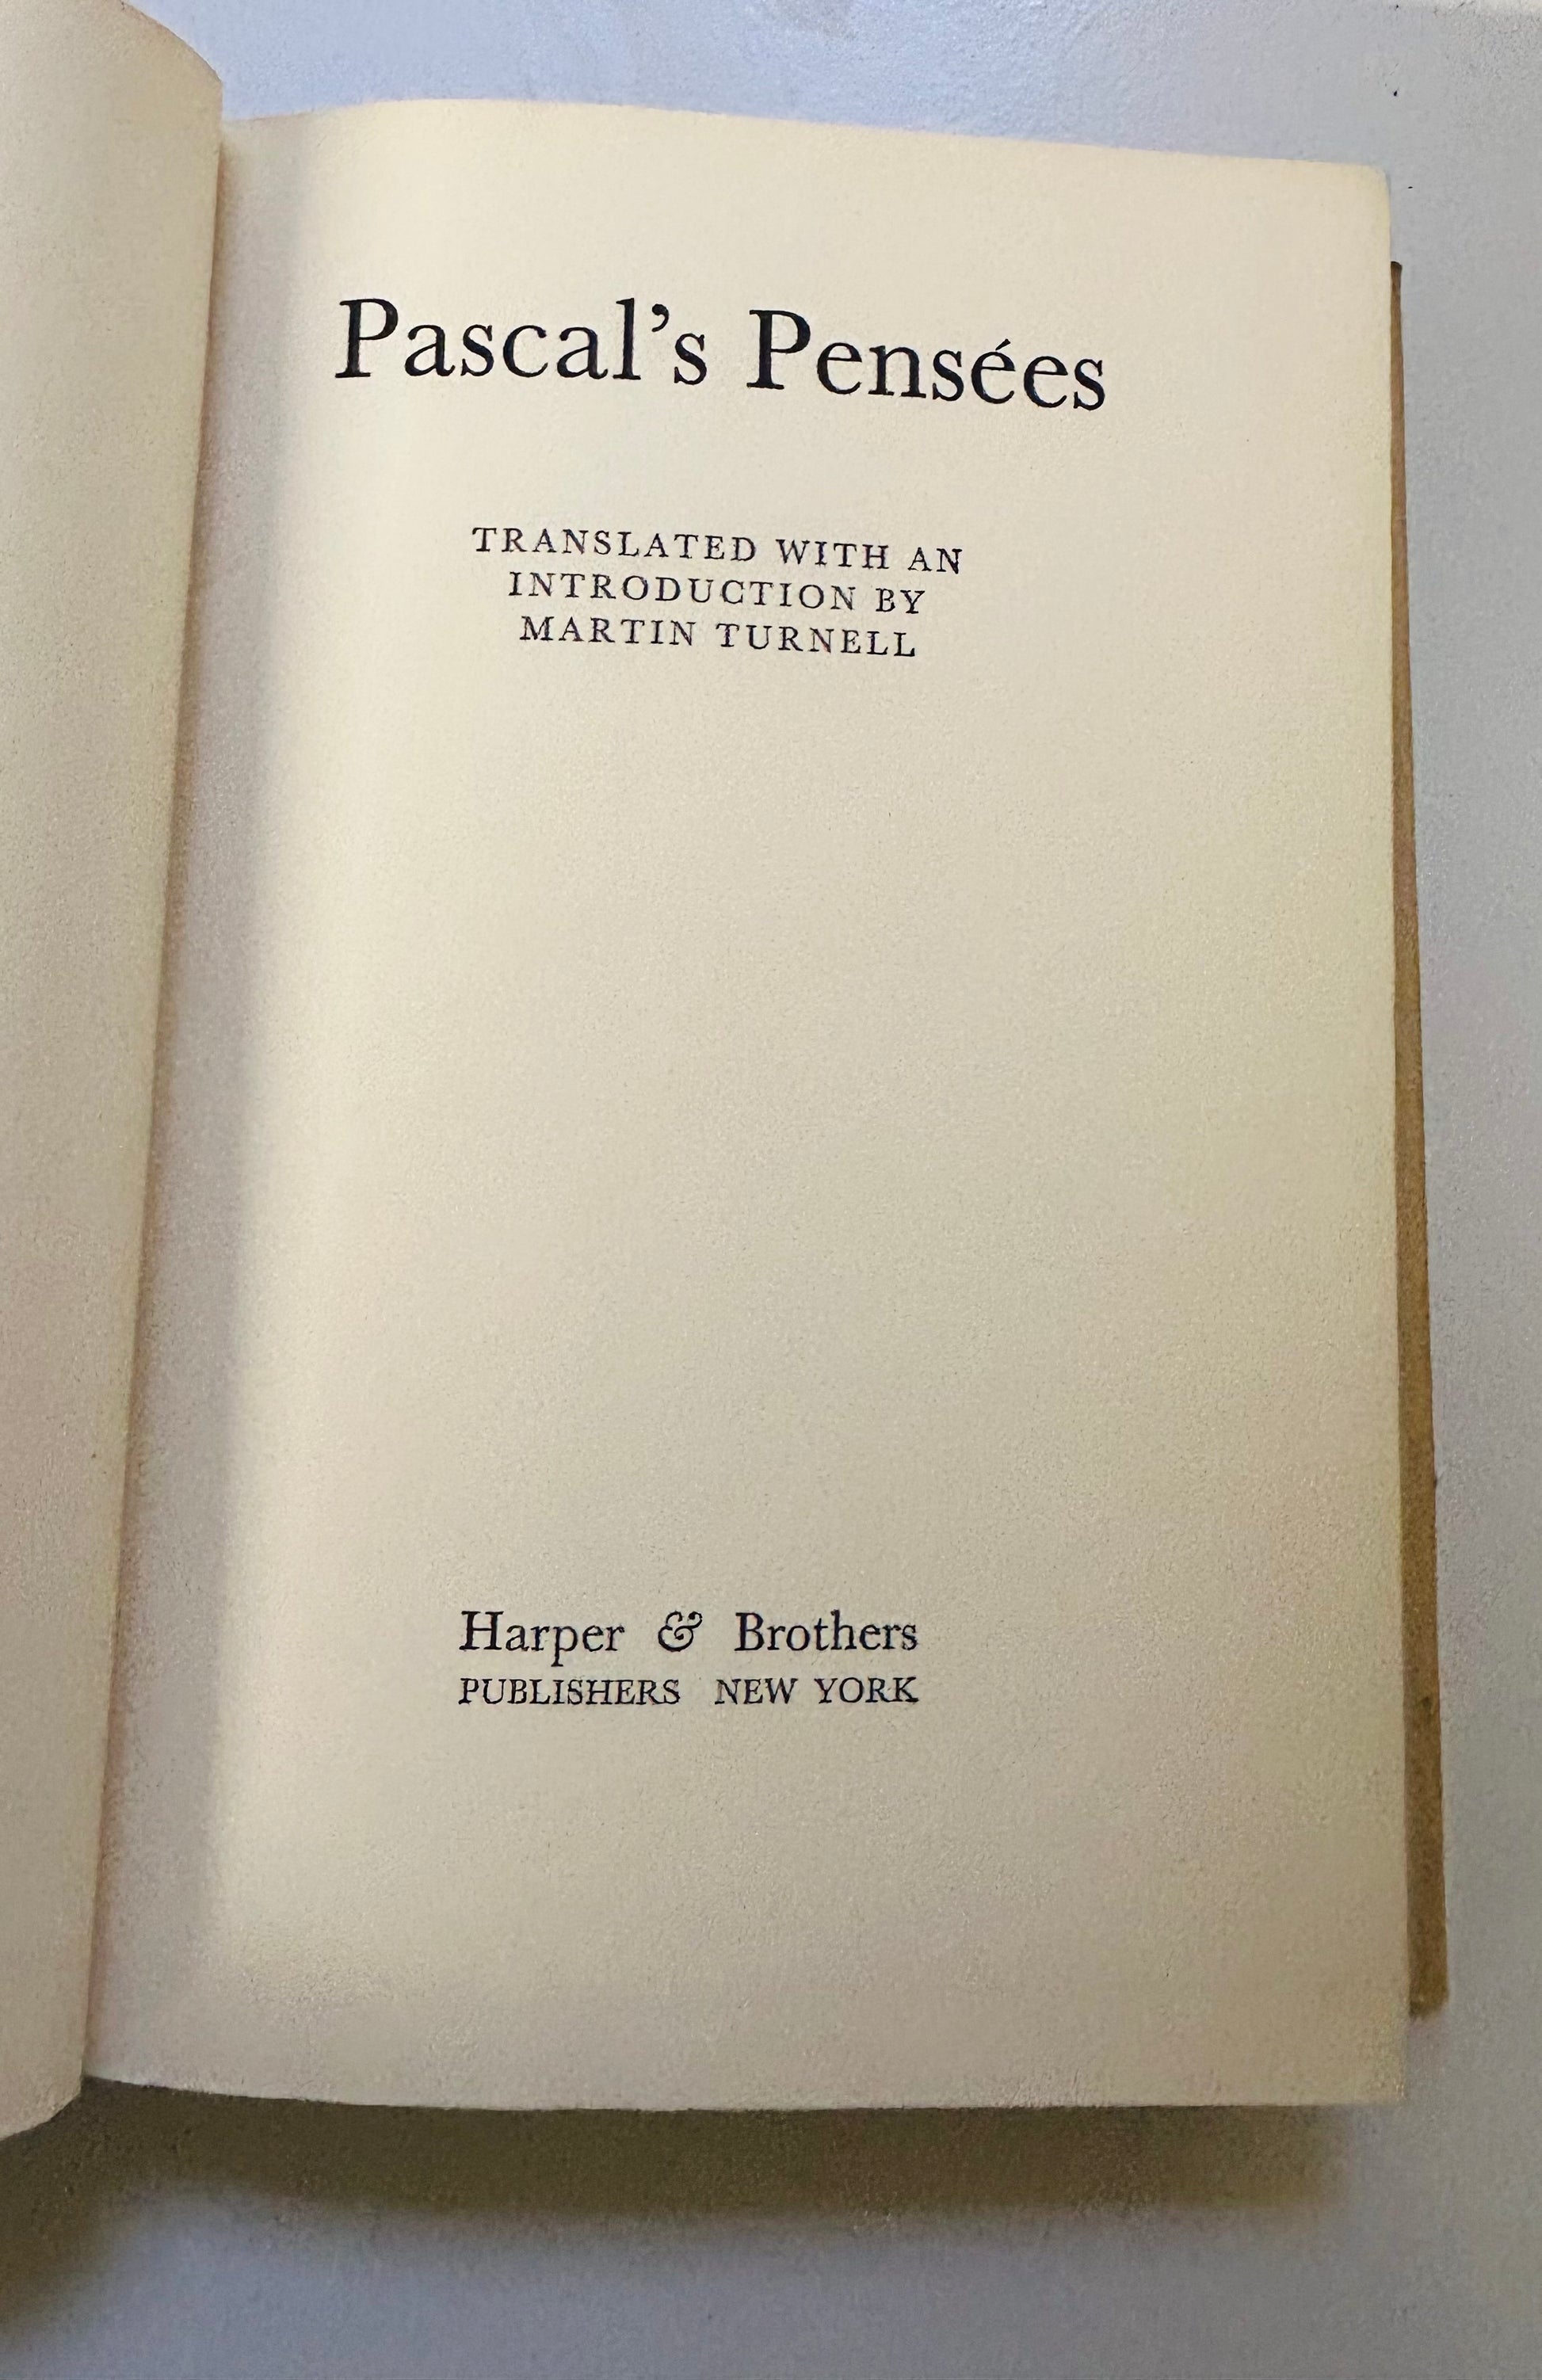 Pascal's Pensées
TRANSLATED WITH AN
INTRODUCTION BY
MARTIN TURNELL
Harper & Brothers
PUBLISHERS NEW YORK